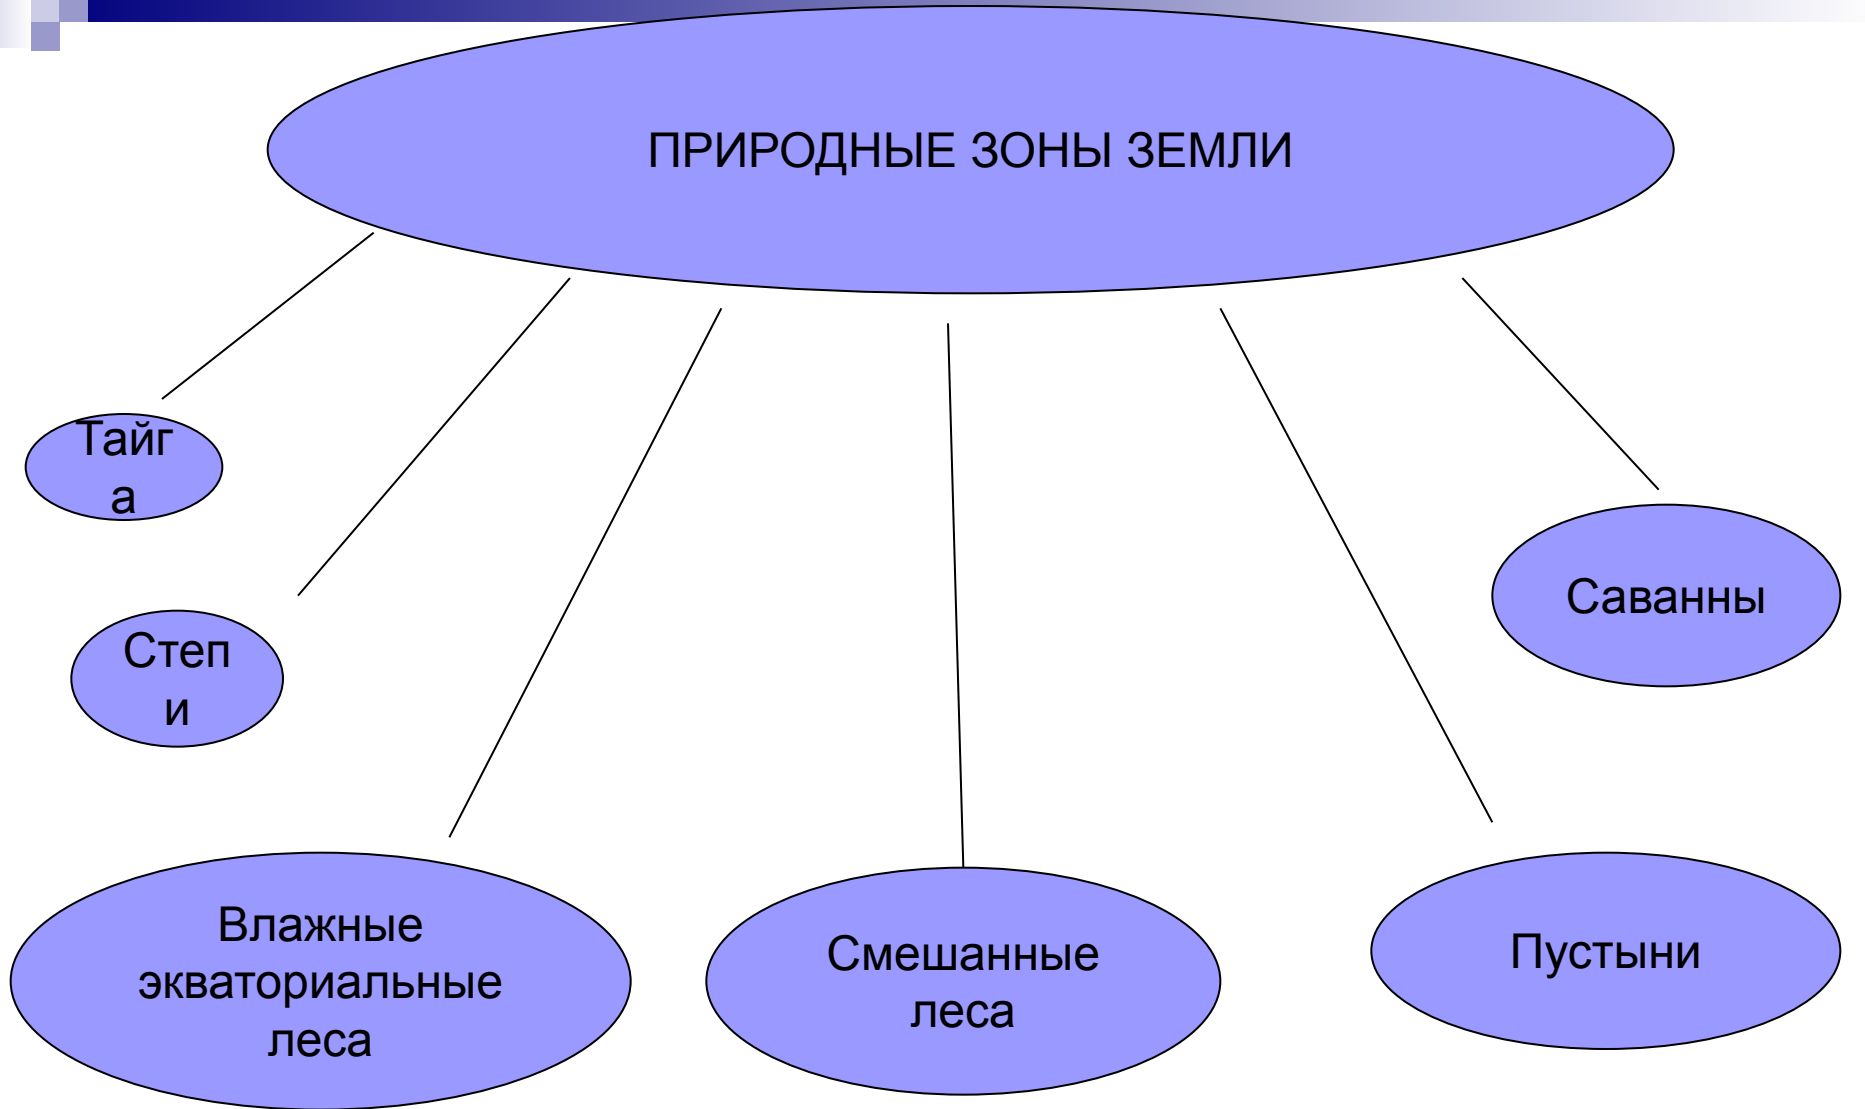 ПРИРОДНЫЕ ЗОНЫ ЗЕМЛИ
Тайг
а
Степ
и
Саванны
Влажные
экваториальные
леса
Смешанные
леса
Пустыни